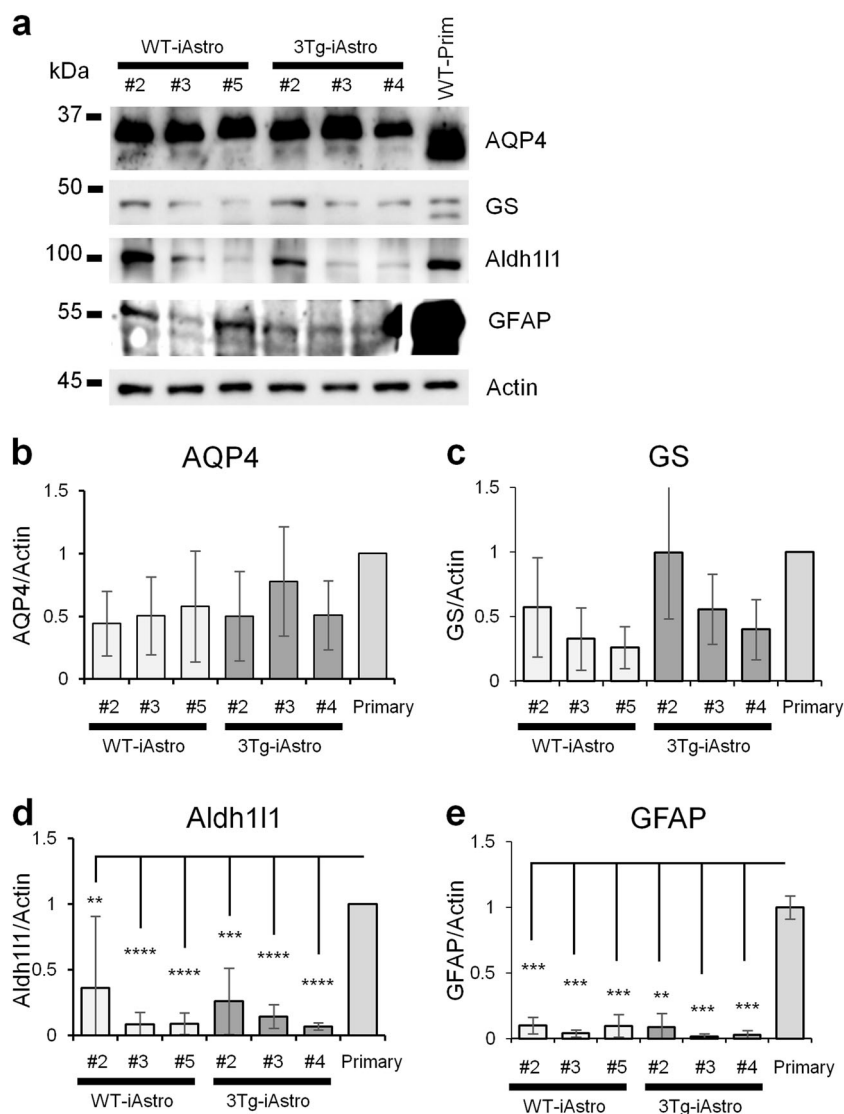 a
WT-iAstro 3Tg-iAstro WT-Prim
kDa #2 #3 #5 #2 #3 #4
37 AQP4
50 GS
100 Aldh1l1
55 GFAP
45 Actin
b AQP4
1.5
1
0.5
0
AQP4/Actin
#2 #3 #5 #2 #3 #4 Primary
WT-iAstro 3Tg-iAstro
c GS
1.5
1
0.5
0
GS/Actin
#2 #3 #5 #2 #3 #4 Primary
WT-iAstro 3Tg-iAstro
d Aldh1l1
1.5
1
0.5
0
Aldh1l1/Actin
** **** **** *** **** ****
#2 #3 #5 #2 #3 #4 Primary
WT-iAstro 3Tg-iAstro
e GFAP
1.5
1
0.5
0
GFAP/Actin
*** *** *** ** *** ***
#2 #3 #5 #2 #3 #4 Primary
WT-iAstro 3Tg-iAstro